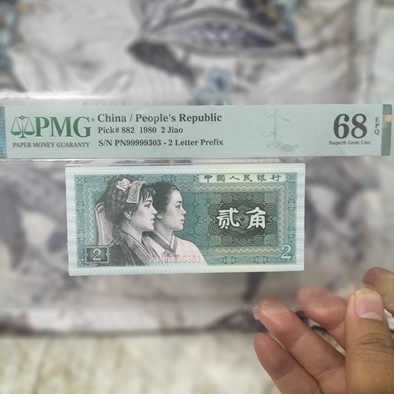 PMG
PAPER MONEY GUARANTY
China / People's Republic
Pick# 882 1980 2 Jiao
S/N PN99999303 - 2 Letter Prefix
68 EPQ
Superb Gem Unc
中国人民银行
贰角
2
2